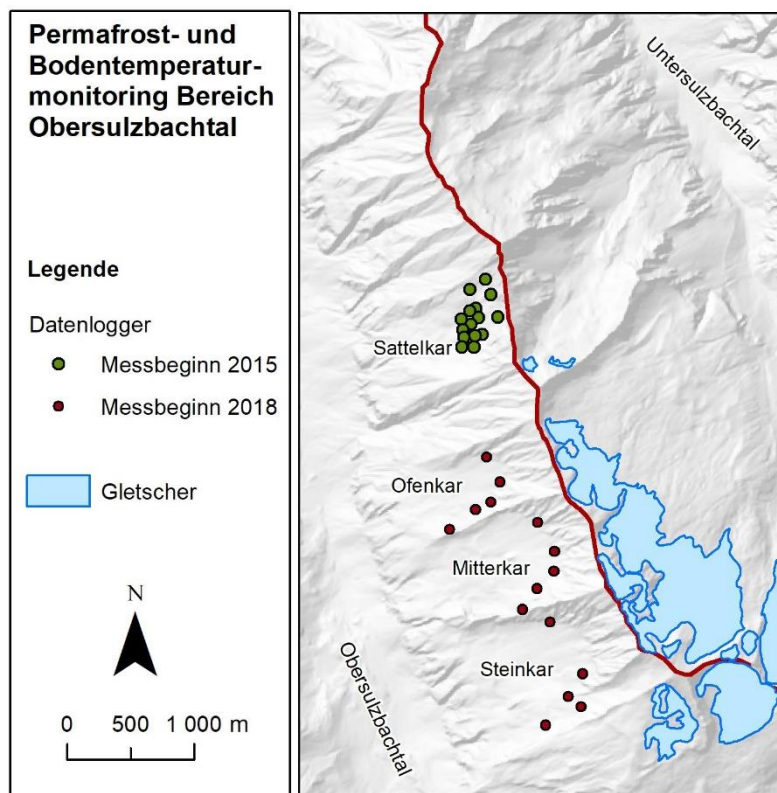 Permafrost- und
Bodentemperatur-
monitoring Bereich
Obersulzbachtal
Legende
Datenlogger
Messbeginn 2015
Messbeginn 2018
Gletscher
N
0 500 1 000 m
Untersulzbachtal
Sattelkar
Ofenkar
Mitterkar
Steinkar
Obersulzbachtal